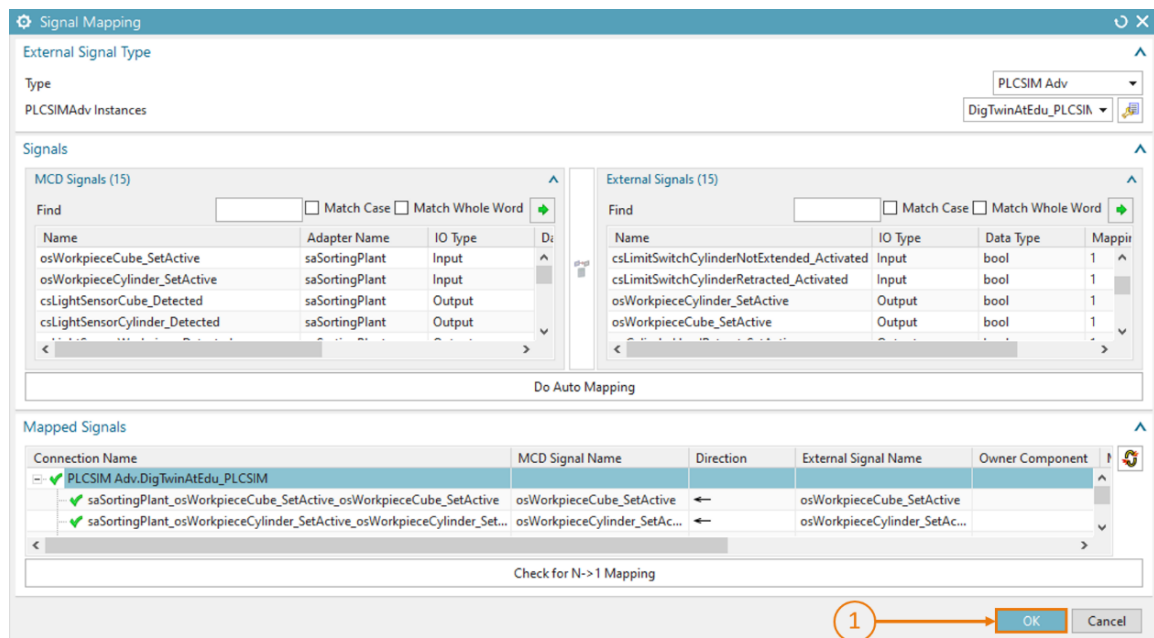 Signal Mapping
External Signal Type
Type
PLCSIM Adv
PLCSIMAdv Instances
DigTwinAtEdu_PLCSIN
Signals
MCD Signals (15)
External Signals (15)
Find Match Case Match Whole Word
Find Match Case Match Whole Word
Name Adapter Name IO Type Da
Name IO Type Data Type Mappin
osWorkpieceCube_SetActive saSortingPlant Input
csLimitSwitchCylinderNotExtended_Activated Input bool 1
osWorkpieceCylinder_SetActive saSortingPlant Input
csLimitSwitchCylinderRetracted_Activated Input bool 1
csLightSensorCube_Detected saSortingPlant Output
osWorkpieceCylinder_SetActive Output bool 1
csLightSensorCylinder_Detected saSortingPlant Output
osWorkpieceCube_SetActive Output bool 1
Do Auto Mapping
Mapped Signals
Connection Name MCD Signal Name Direction External Signal Name Owner Component
PLCSIM Adv.DigTwinAtEdu_PLCSIM
saSortingPlant_osWorkpieceCube_SetActive_osWorkpieceCube_SetActive osWorkpieceCube_SetActive ← osWorkpieceCube_SetActive
saSortingPlant_osWorkpieceCylinder_SetActive_osWorkpieceCylinder_Set... osWorkpieceCylinder_SetAc... ← osWorkpieceCylinder_SetAc...
Check for N->1 Mapping
1
OK
Cancel